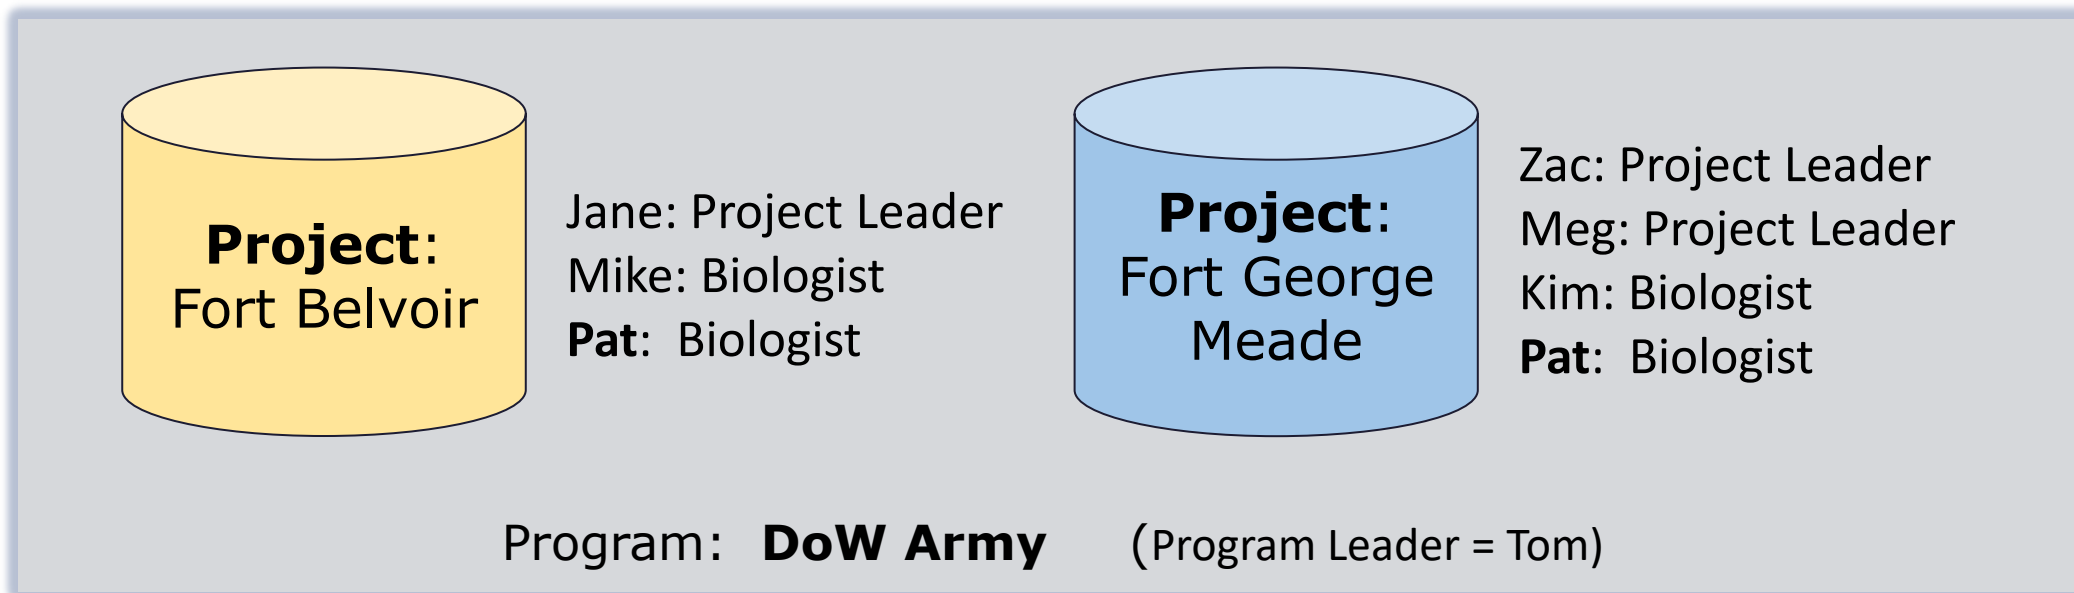 Project:
Fort Belvoir
Jane: Project Leader
Mike: Biologist
Pat: Biologist
Project:
Fort George
Meade
Zac: Project Leader
Meg: Project Leader
Kim: Biologist
Pat: Biologist
Program: DoW Army (Program Leader = Tom)